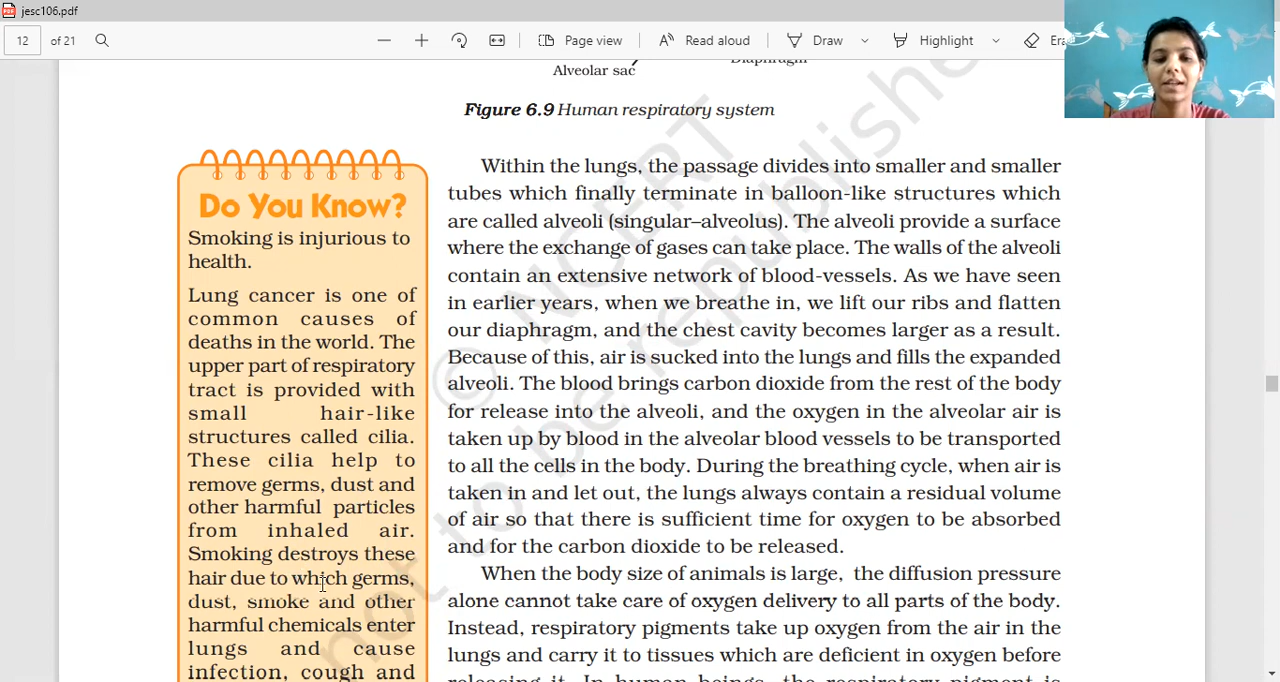 jesc106.pdf
12 of 21 Page view Read aloud Draw Highlight
Alveolar sac Diaphragm
Figure 6.9 Human respiratory system
Do You Know?
Smoking is injurious to
health.
Lung cancer is one of
common causes of
deaths in the world. The
upper part of respiratory
tract is provided with
small hair-like
structures called cilia.
These cilia help to
remove germs, dust and
other harmful particles
from inhaled air.
Smoking destroys these
hair due to which germs,
dust, smoke and other
harmful chemicals enter
lungs and cause
infection, cough and
Within the lungs, the passage divides into smaller and smaller
tubes which finally terminate in balloon-like structures which
are called alveoli (singular–alveolus). The alveoli provide a surface
where the exchange of gases can take place. The walls of the alveoli
contain an extensive network of blood-vessels. As we have seen
in earlier years, when we breathe in, we lift our ribs and flatten
our diaphragm, and the chest cavity becomes larger as a result.
Because of this, air is sucked into the lungs and fills the expanded
alveoli. The blood brings carbon dioxide from the rest of the body
for release into the alveoli, and the oxygen in the alveolar air is
taken up by blood in the alveolar blood vessels to be transported
to all the cells in the body. During the breathing cycle, when air is
taken in and let out, the lungs always contain a residual volume
of air so that there is sufficient time for oxygen to be absorbed
and for the carbon dioxide to be released.
When the body size of animals is large, the diffusion pressure
alone cannot take care of oxygen delivery to all parts of the body.
Instead, respiratory pigments take up oxygen from the air in the
lungs and carry it to tissues which are deficient in oxygen before
releasing it. In human beings, the respiratory pigment is
© NCERT
not to be republished